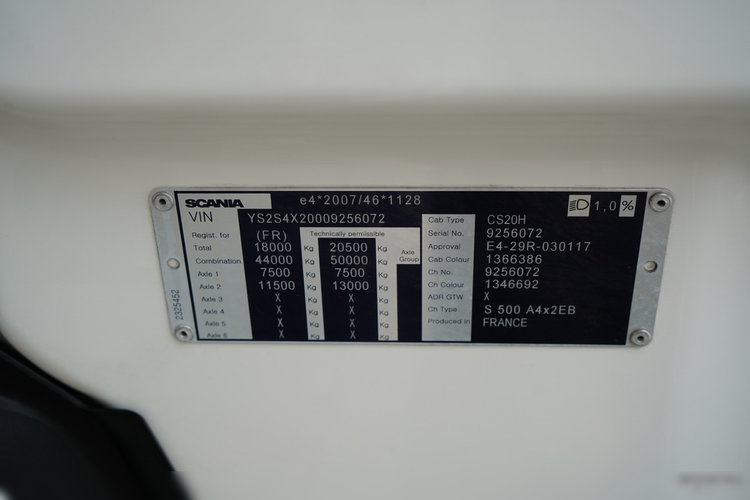 SCANIA e4*2007/46*1128 1,0%
VIN YS2S4X20009256072
Regist. for (FR) Technically permissible
Total 18000 Kg 20500 Kg Axle Group
Combination 44000 Kg 50000 Kg
Axle 1 7500 Kg 7500 Kg
Axle 2 11500 Kg 13000 Kg
Axle 3 X Kg X Kg
Axle 4 X Kg X Kg
Axle 5 X Kg X Kg
Axle 6 X Kg X Kg
Cab Type CS20H
Serial No. 9256072
Approval E4-29R-030117
Cab Colour 1366386
Ch No. 9256072
Ch Colour 1346692
ADR GTW X
Ch Type S 500 A4x2EB
Produced in FRANCE
2325452